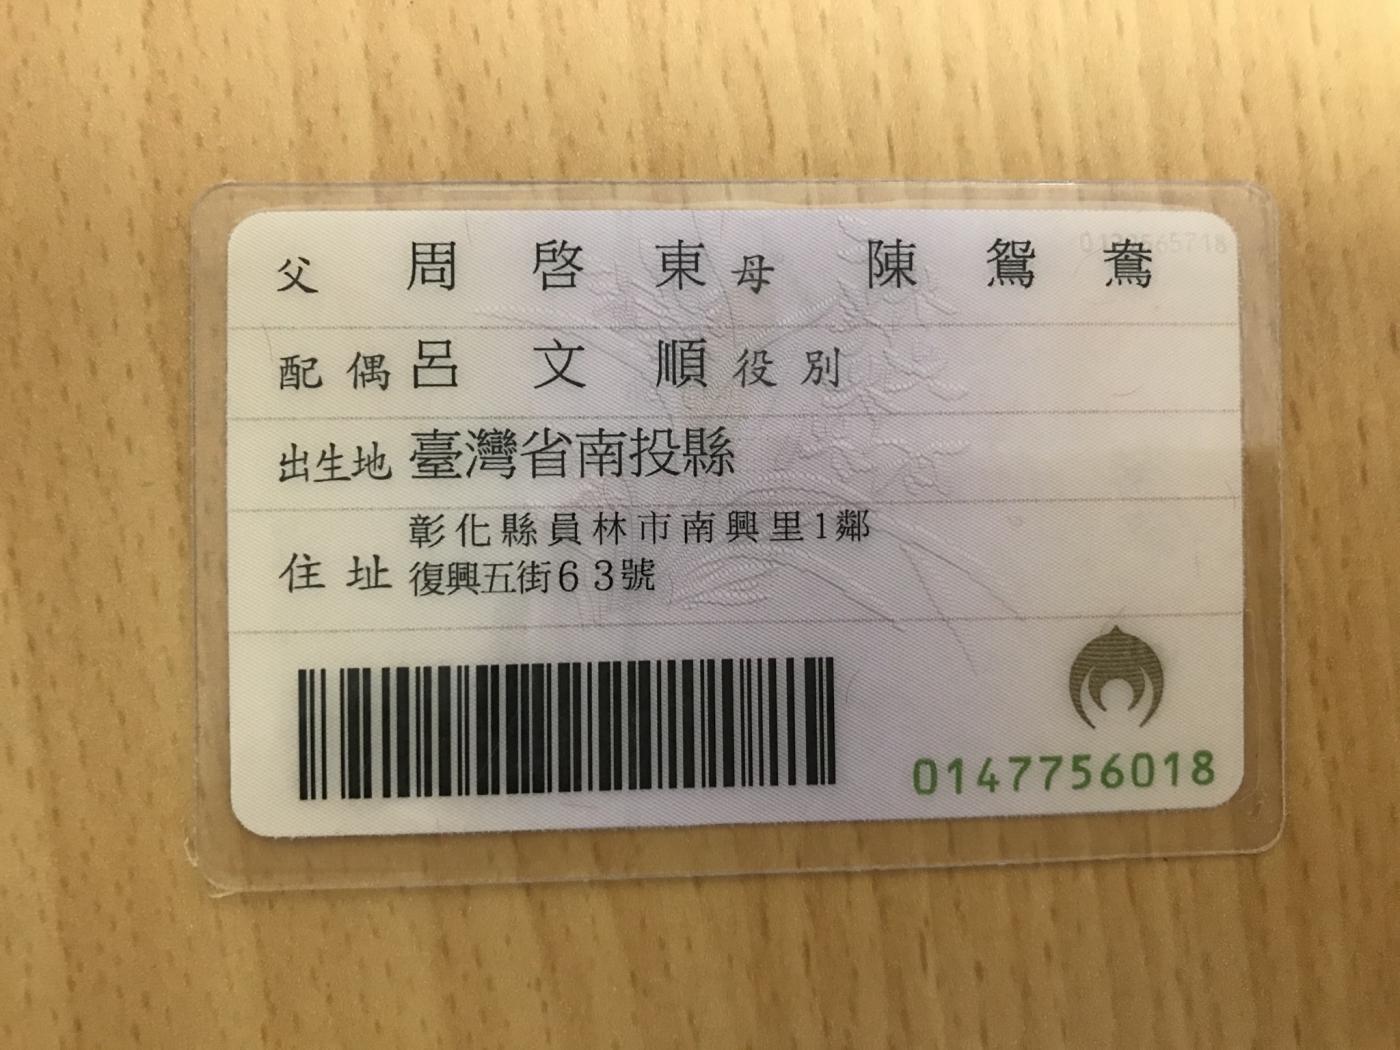 父 周啓東 母 陳鴛鴦
配偶 呂文順 役別
出生地 臺灣省南投縣
住址 彰化縣員林市南興里1鄰
復興五街63號
0147756018